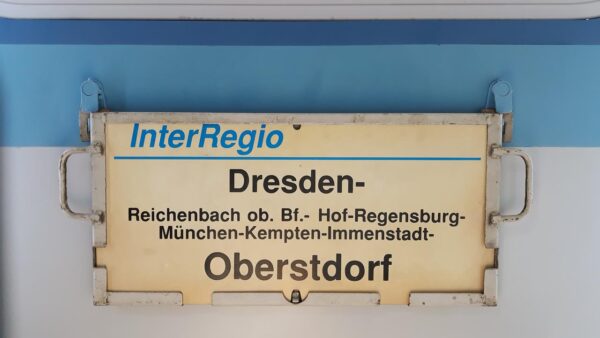 InterRegio
Dresden-
Reichenbach ob. Bf.- Hof-Regensburg-
München-Kempten-Immenstadt-
Oberstdorf